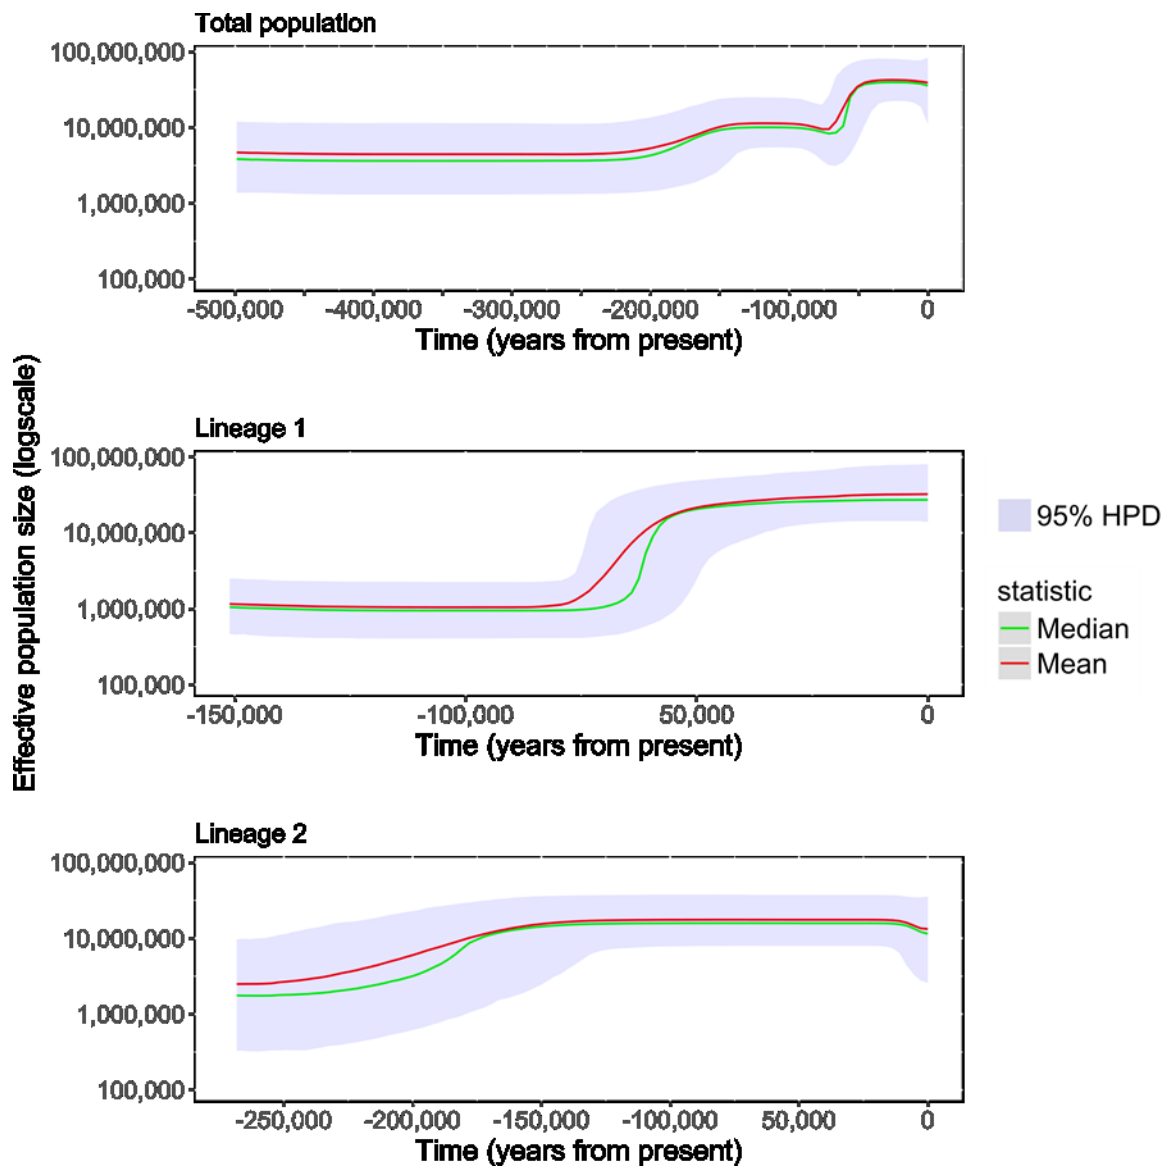 Total population
100,000,000
10,000,000
1,000,000
100,000
-500,000 -400,000 -300,000 -200,000 -100,000 0
Time (years from present)
Effective population size (logscale)
Lineage 1
100,000,000
10,000,000
1,000,000
100,000
-150,000 -100,000 50,000 0
Time (years from present)
95% HPD
statistic
Median
Mean
Lineage 2
100,000,000
10,000,000
1,000,000
100,000
-250,000 -200,000 -150,000 -100,000 50,000 0
Time (years from present)